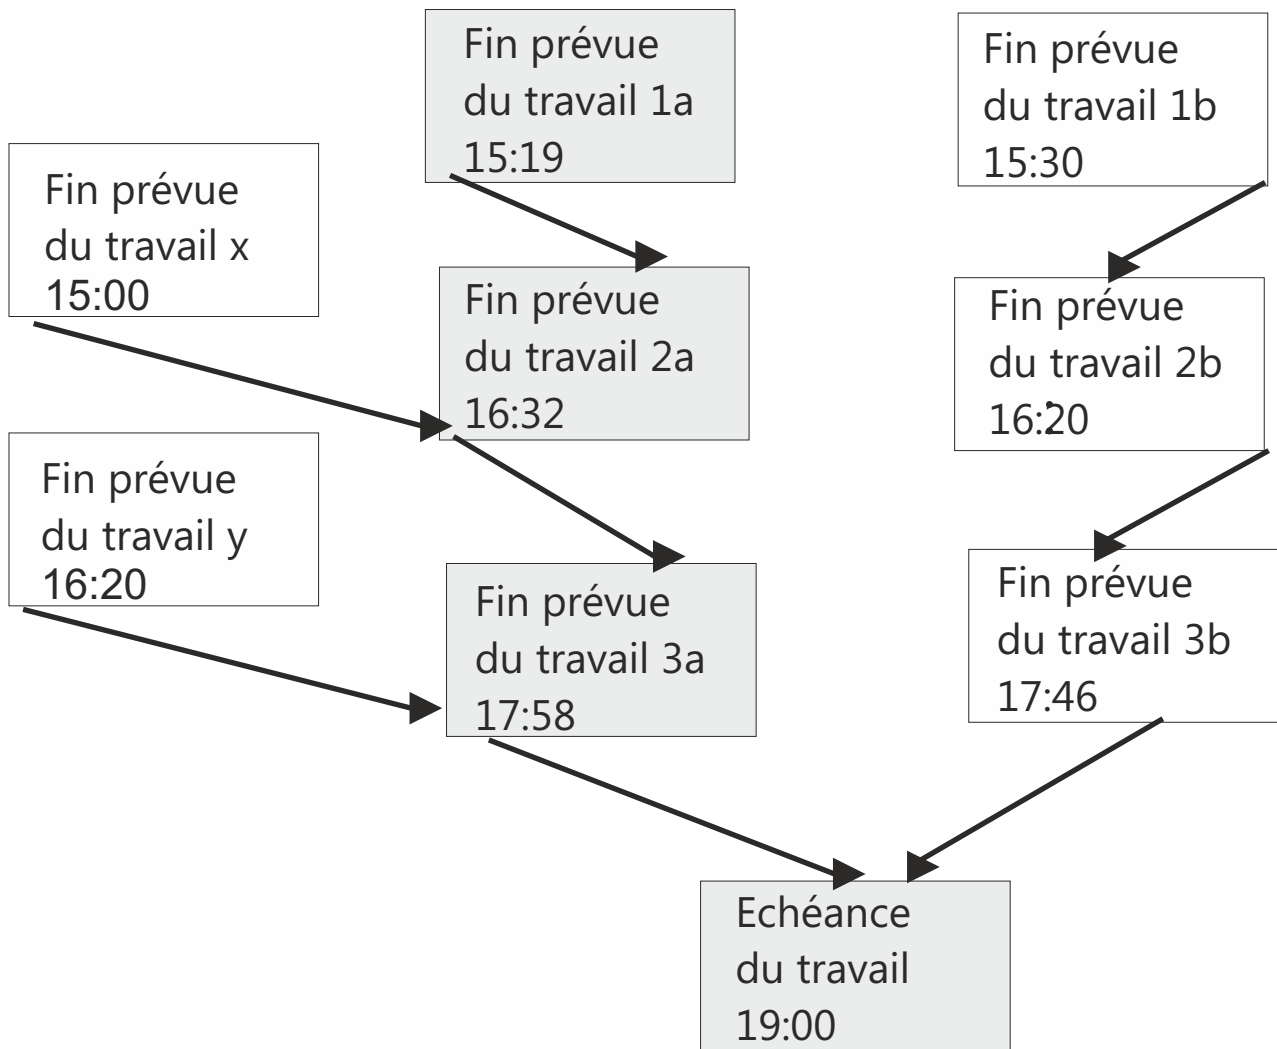 Fin prévue
du travail 1a
15:19
Fin prévue
du travail 1b
15:30
Fin prévue
du travail x
15:00
Fin prévue
du travail 2a
16:32
Fin prévue
du travail 2b
16:20
Fin prévue
du travail y
16:20
Fin prévue
du travail 3a
17:58
Fin prévue
du travail 3b
17:46
Echéance
du travail
19:00